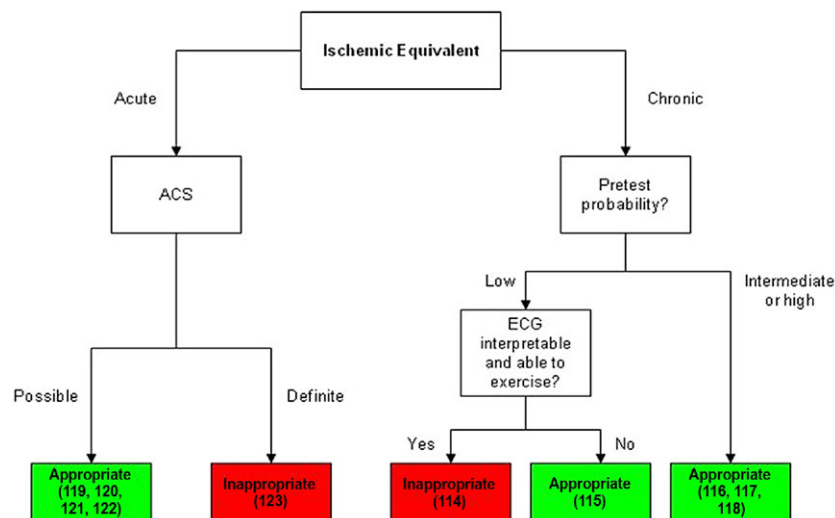 Ischemic Equivalent
Acute
Chronic
ACS
Pretest
probability?
Low
Intermediate
or high
ECG
interpretable
and able to
exercise?
Possible
Definite
Yes
No
Appropriate
(119, 120,
121, 122)
Inappropriate
(123)
Inappropriate
(114)
Appropriate
(115)
Appropriate
(116, 117,
118)